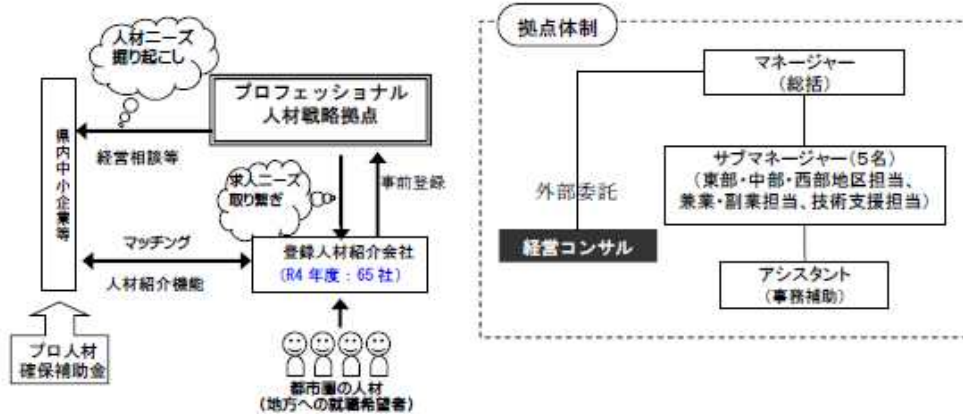 人材ニーズ
掘り起こし
プロフェッショナル
人材戦略拠点
県内中小企業等
経営相談等
求人ニーズ
取り繋ぎ
事前登録
マッチング
人材紹介機能
登録人材紹介会社
（R4 年度：65 社）
プロ人材
確保補助金
都市圏の人材
（地方への就職希望者）
拠点体制
マネージャー
（総括）
サブマネージャー（5名）
（東部・中部・西部地区担当、
兼業・副業担当、技術支援担当）
外部委託
経営コンサル
アシスタント
（事務補助）